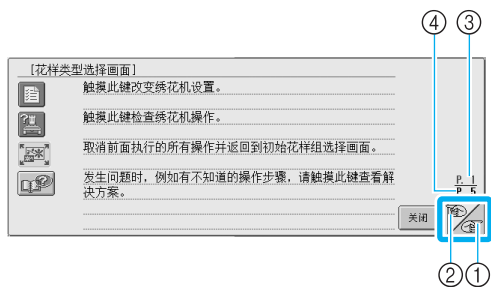 ④ ③
[花样类型选择画面]
触摸此键改变绣花机设置。
触摸此键检查绣花机操作。
取消前面执行的所有操作并返回到初始花样组选择画面。
发生问题时，例如有不知道的操作步骤，请触摸此键查看解
决方案。
P. 1
P. 5
关闭
② ①